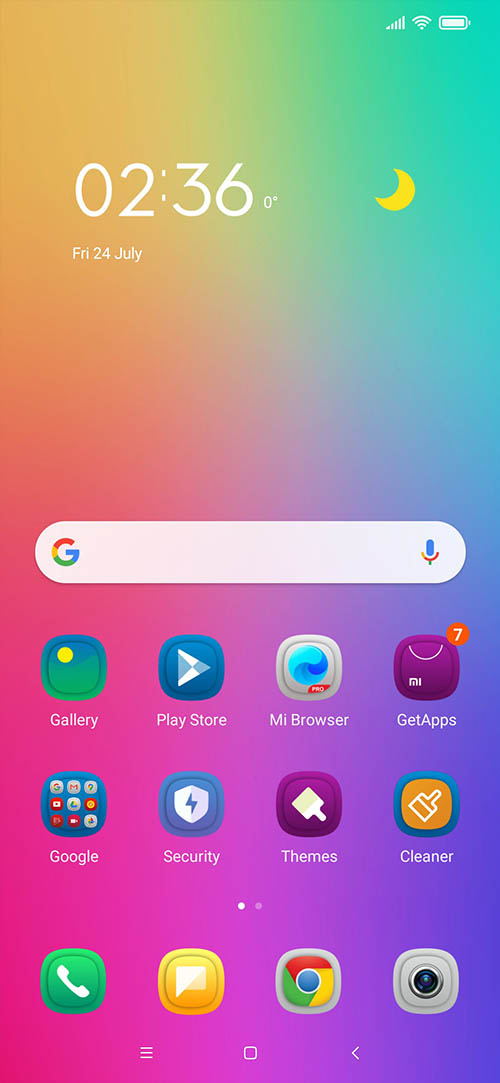 02:36 0°
Fri 24 July
G
7
mi
PRO
Gallery Play Store Mi Browser GetApps
Google Security Themes Cleaner